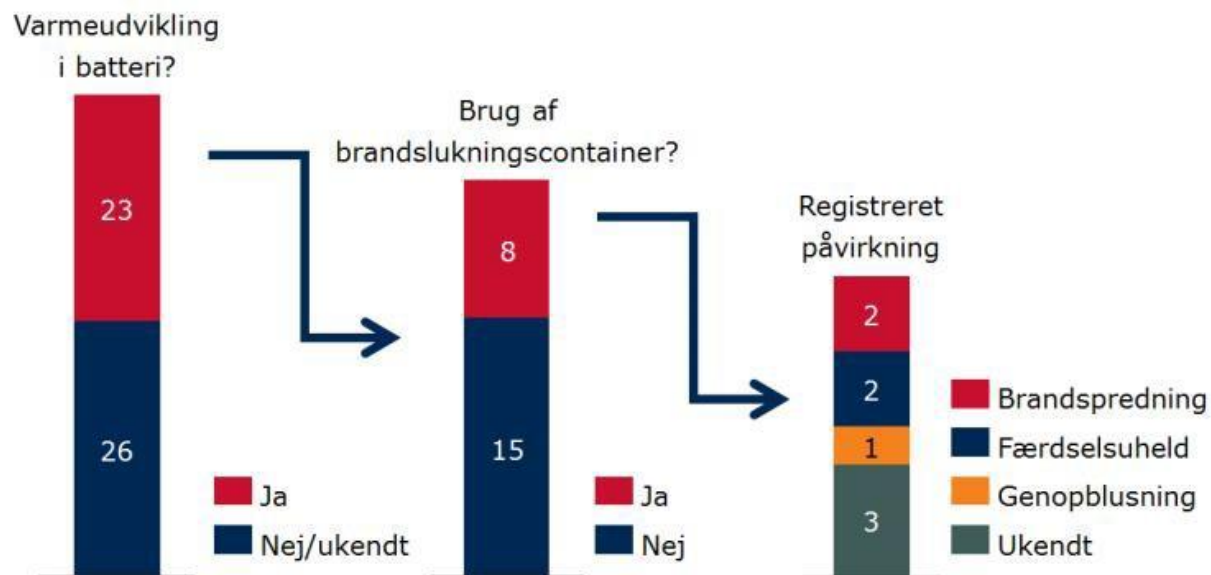 Varmeudvikling
i batteri?
23
26
Ja
Nej/ukendt
Brug af
brandslukningscontainer?
8
15
Ja
Nej
Registreret
påvirkning
2
2
1
3
Brandspredning
Færdselsuheld
Genopblusning
Ukendt